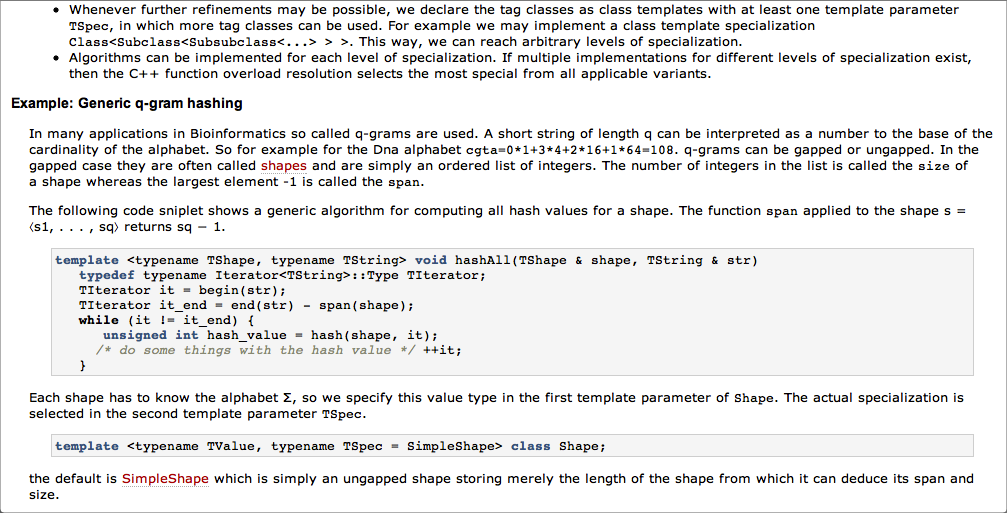 • Whenever further refinements may be possible, we declare the tag classes as class templates with at least one template parameter
TSpec, in which more tag classes can be used. For example we may implement a class template specialization
Class<Subclass<Subsubclass<...> > >. This way, we can reach arbitrary levels of specialization.
• Algorithms can be implemented for each level of specialization. If multiple implementations for different levels of specialization exist,
then the C++ function overload resolution selects the most special from all applicable variants.
Example: Generic q-gram hashing
In many applications in Bioinformatics so called q-grams are used. A short string of length q can be interpreted as a number to the base of the
cardinality of the alphabet. So for example for the Dna alphabet cgta=0*1+3*4+2*16+1*64=108. q-grams can be gapped or ungapped. In the
gapped case they are often called shapes and are simply an ordered list of integers. The number of integers in the list is called the size of
a shape whereas the largest element -1 is called the span.
The following code sniplet shows a generic algorithm for computing all hash values for a shape. The function span applied to the shape s =
⟨s1, . . . , sq⟩ returns sq − 1.
template <typename TShape, typename TString> void hashAll(TShape & shape, TString & str)
typedef typename Iterator<TString>::Type TIterator;
TIterator it = begin(str);
TIterator it_end = end(str) - span(shape);
while (it != it_end) {
unsigned int hash_value = hash(shape, it);
/* do some things with the hash value */ ++it;
}
Each shape has to know the alphabet Σ, so we specify this value type in the first template parameter of Shape. The actual specialization is
selected in the second template parameter TSpec.
template <typename TValue, typename TSpec = SimpleShape> class Shape;
the default is SimpleShape which is simply an ungapped shape storing merely the length of the shape from which it can deduce its span and
size.